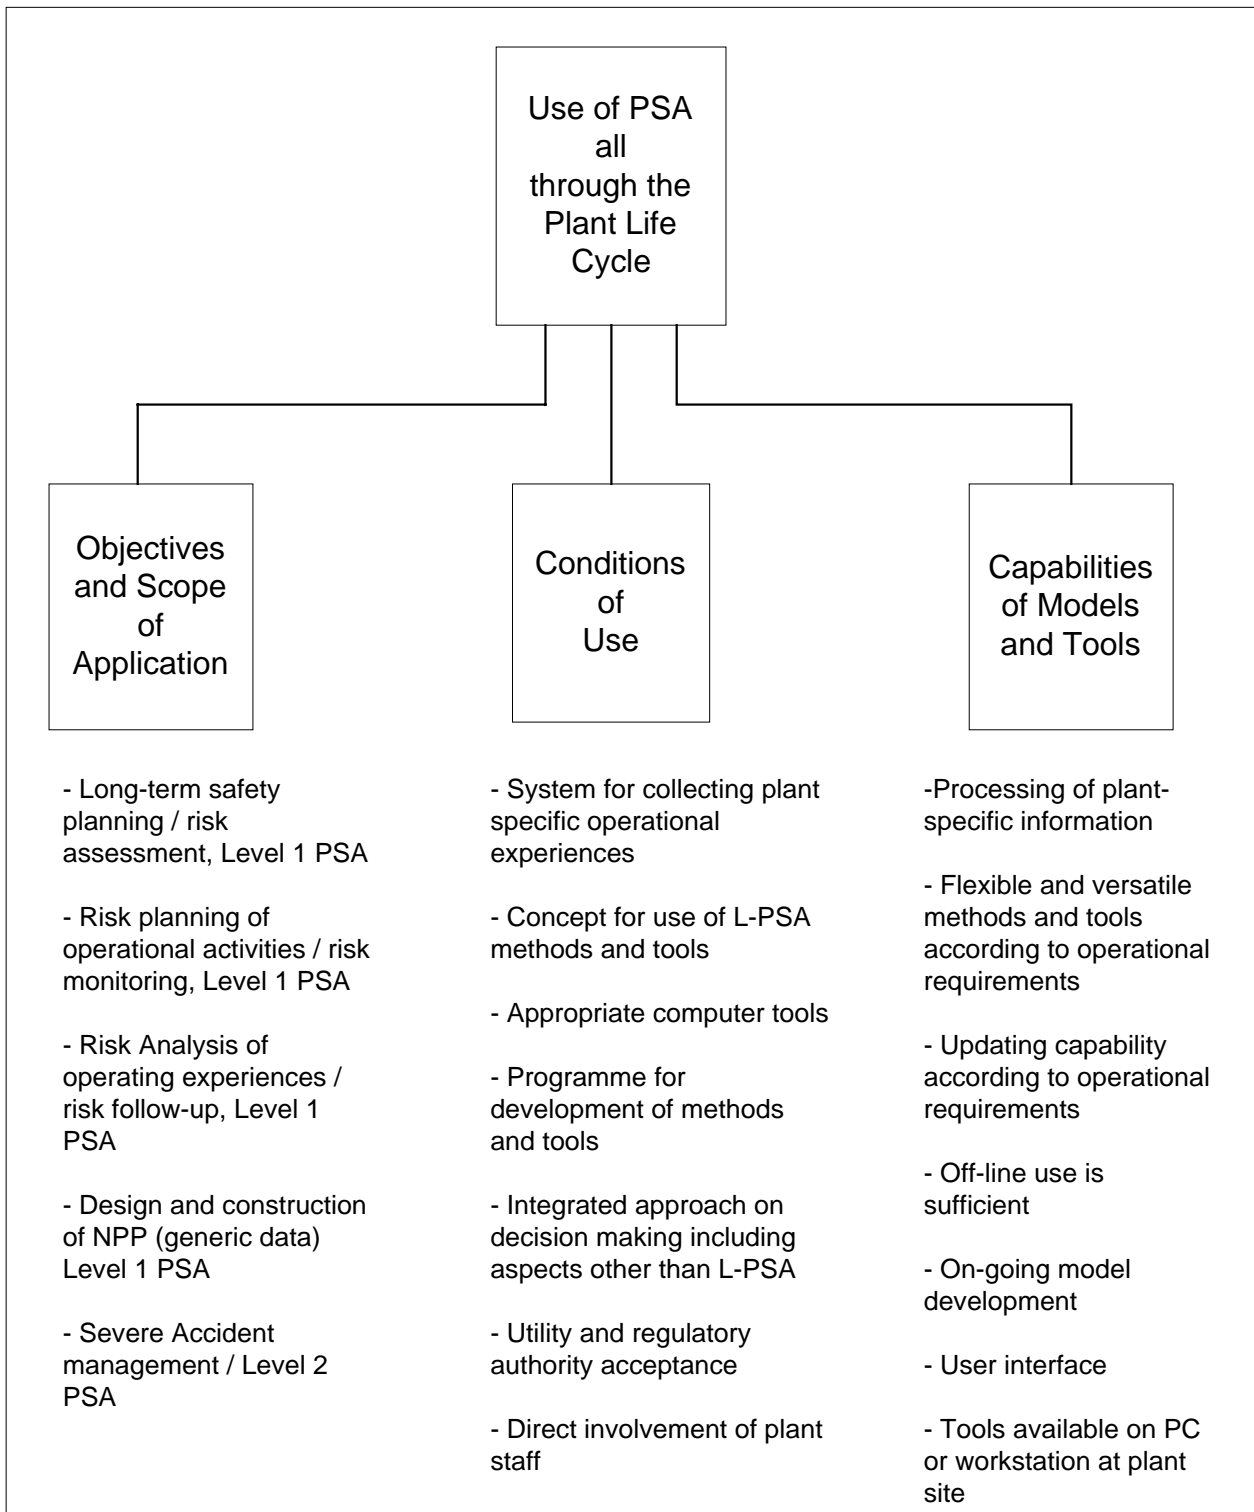 Use of PSA
all
through the
Plant Life
Cycle
Objectives
and Scope
of
Application
Conditions
of
Use
Capabilities
of Models
and Tools
- Long-term safety
planning / risk
assessment, Level 1 PSA
- Risk planning of
operational activities / risk
monitoring, Level 1 PSA
- Risk Analysis of
operating experiences /
risk follow-up, Level 1
PSA
- Design and construction
of NPP (generic data)
Level 1 PSA
- Severe Accident
management / Level 2
PSA
- System for collecting plant
specific operational
experiences
- Concept for use of L-PSA
methods and tools
- Appropriate computer tools
- Programme for
development of methods
and tools
- Integrated approach on
decision making including
aspects other than L-PSA
- Utility and regulatory
authority acceptance
- Direct involvement of plant
staff
-Processing of plant-
specific information
- Flexible and versatile
methods and tools
according to operational
requirements
- Updating capability
according to operational
requirements
- Off-line use is
sufficient
- On-going model
development
- User interface
- Tools available on PC
or workstation at plant
site